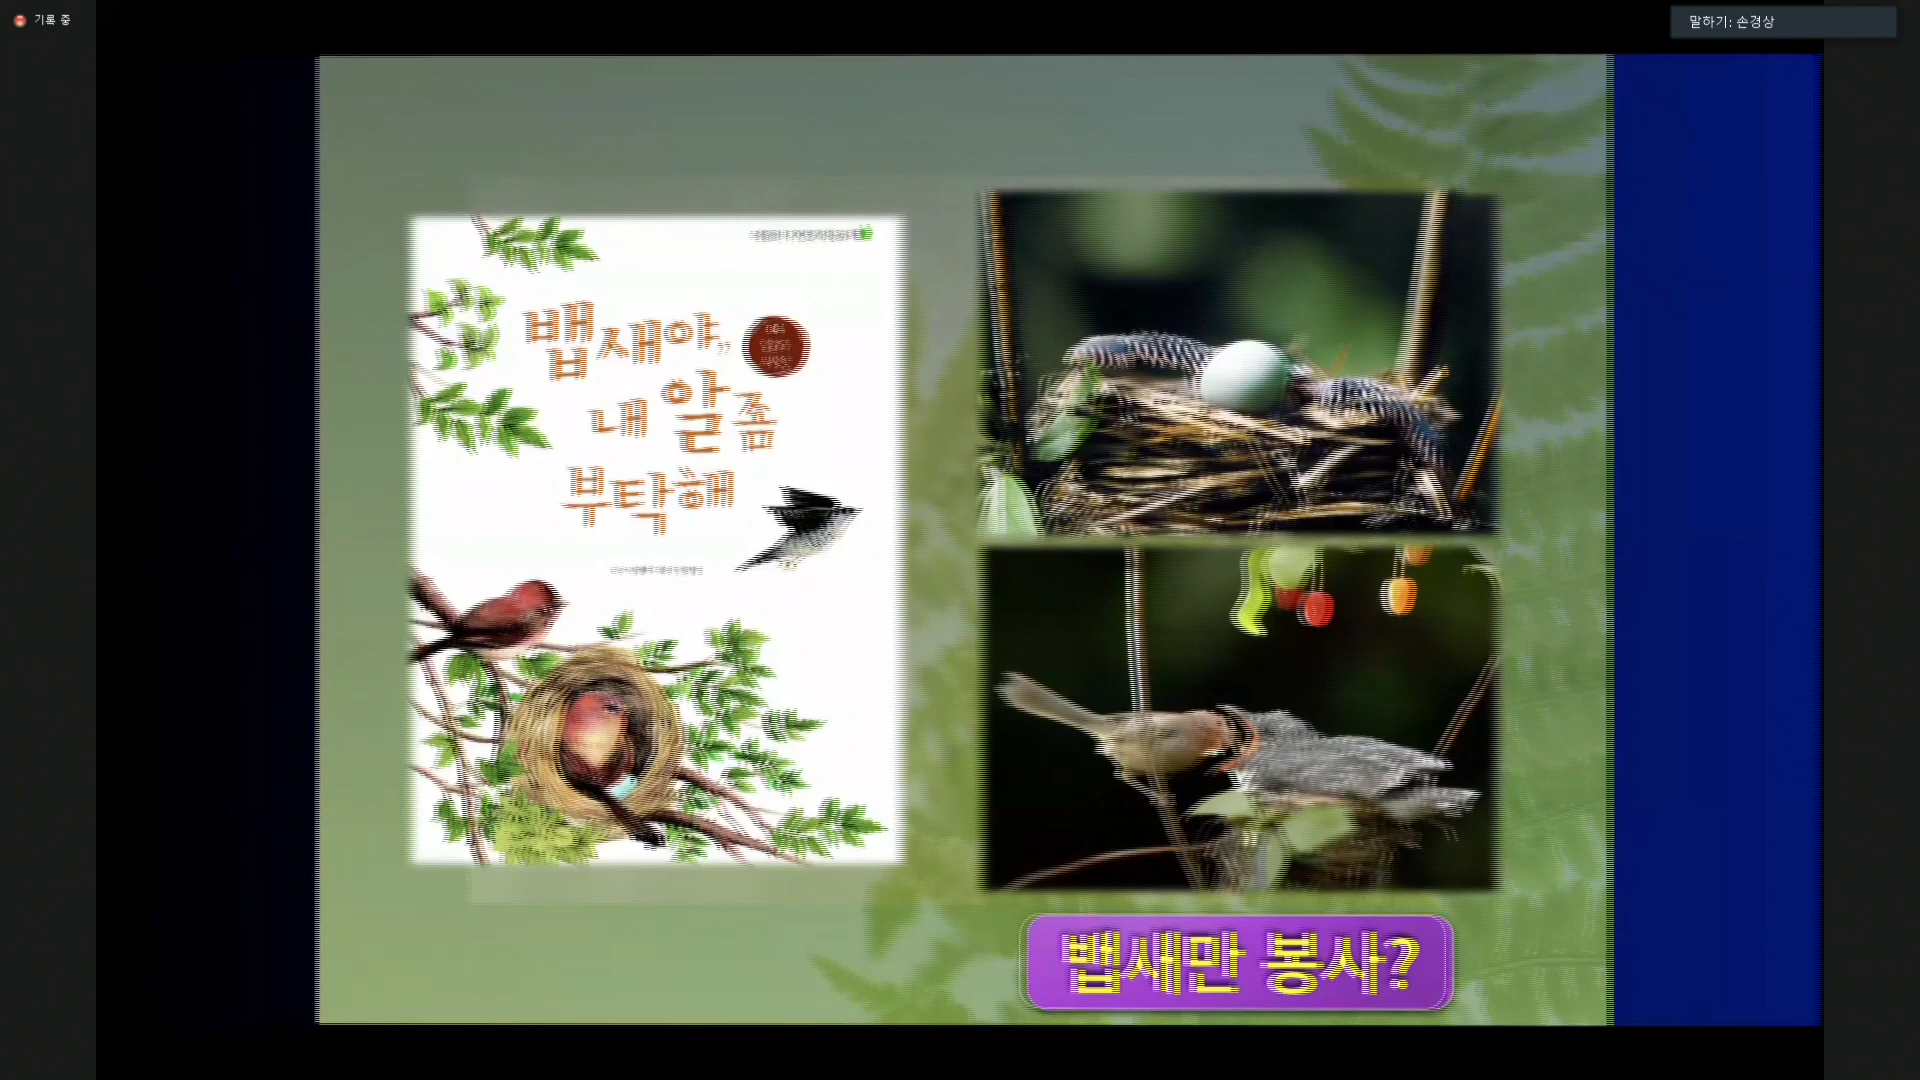 기록 중
말하기: 손경상
뱁새야,,
내 알 좀
부탁해
뱁새만 봉사?